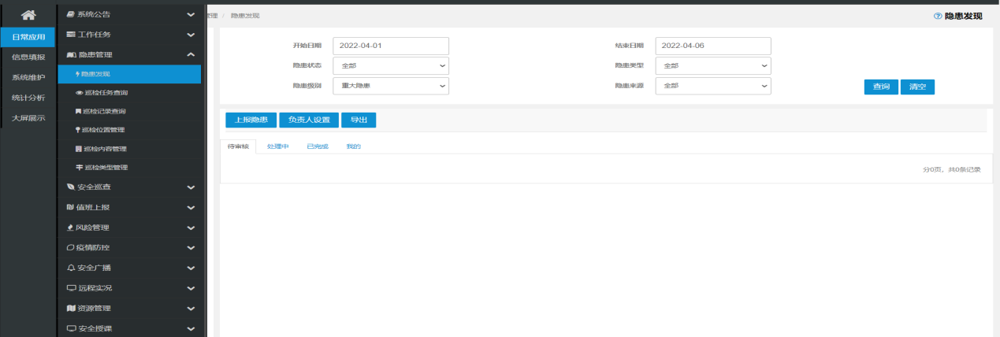 日常应用
信息填报
系统维护
统计分析
大屏展示
系统公告
工作任务
隐患管理
隐患发现
巡检任务查询
巡检记录查询
巡检位置管理
巡检内容管理
巡检类型管理
安全巡查
值班上报
风险管理
疫情防控
安全广播
远程实况
资源管理
安全授课
管理 / 隐患发现
隐患发现
开始日期 2022-04-01 结束日期 2022-04-06
隐患状态 全部 隐患类型 全部
隐患级别 重大隐患 隐患来源 全部 查询 清空
上报隐患 负责人设置 导出
待审核 处理中 已完成 我的
分0页，共0条记录